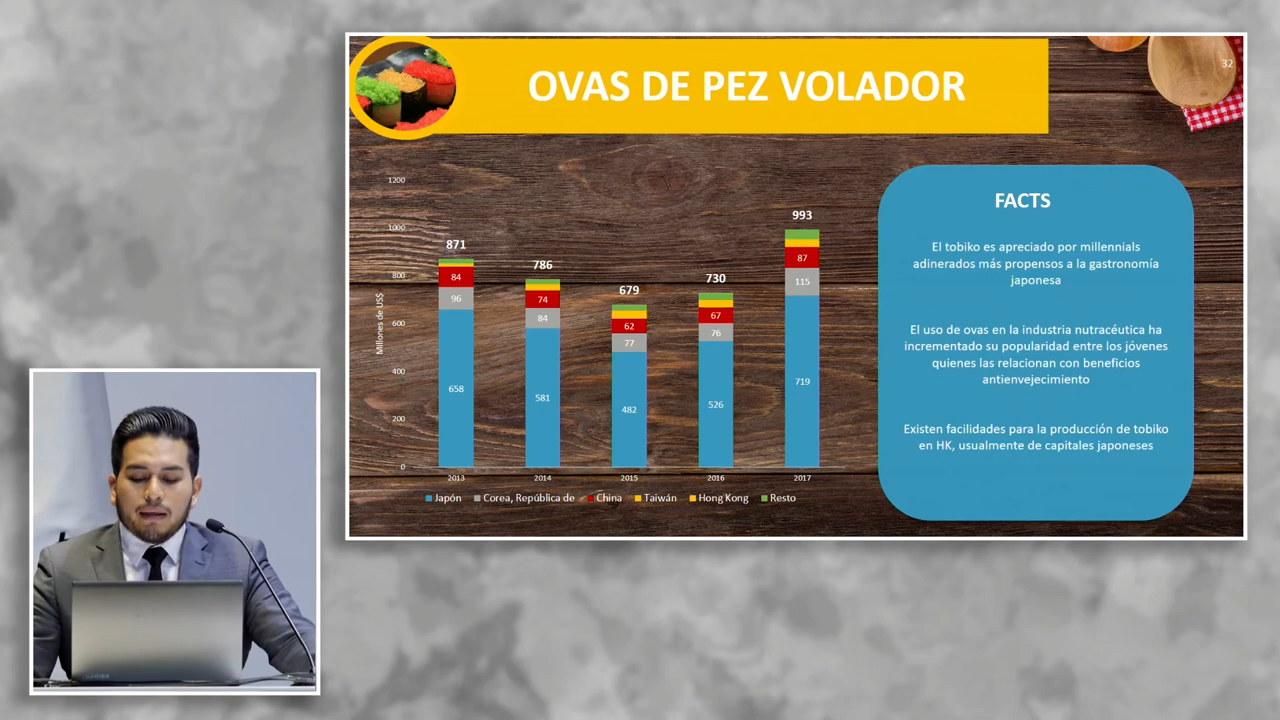 32
OVAS DE PEZ VOLADOR
Millones de US$
1200
1000
800
600
400
200
0
871
84
96
658
786
74
84
581
679
62
77
482
730
67
76
526
993
87
115
719
2013
2014
2015
2016
2017
Japón Corea, República de China Taiwán Hong Kong Resto
FACTS
El tobiko es apreciado por millennials
adinerados más propensos a la gastronomía
japonesa
El uso de ovas en la industria nutracéutica ha
incrementado su popularidad entre los jóvenes
quienes las relacionan con beneficios
antienvejecimiento
Existen facilidades para la producción de tobiko
en HK, usualmente de capitales japoneses